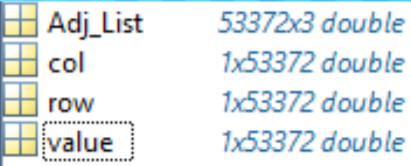 Adj_List 53372x3 double
col 1x53372 double
row 1x53372 double
value 1x53372 double